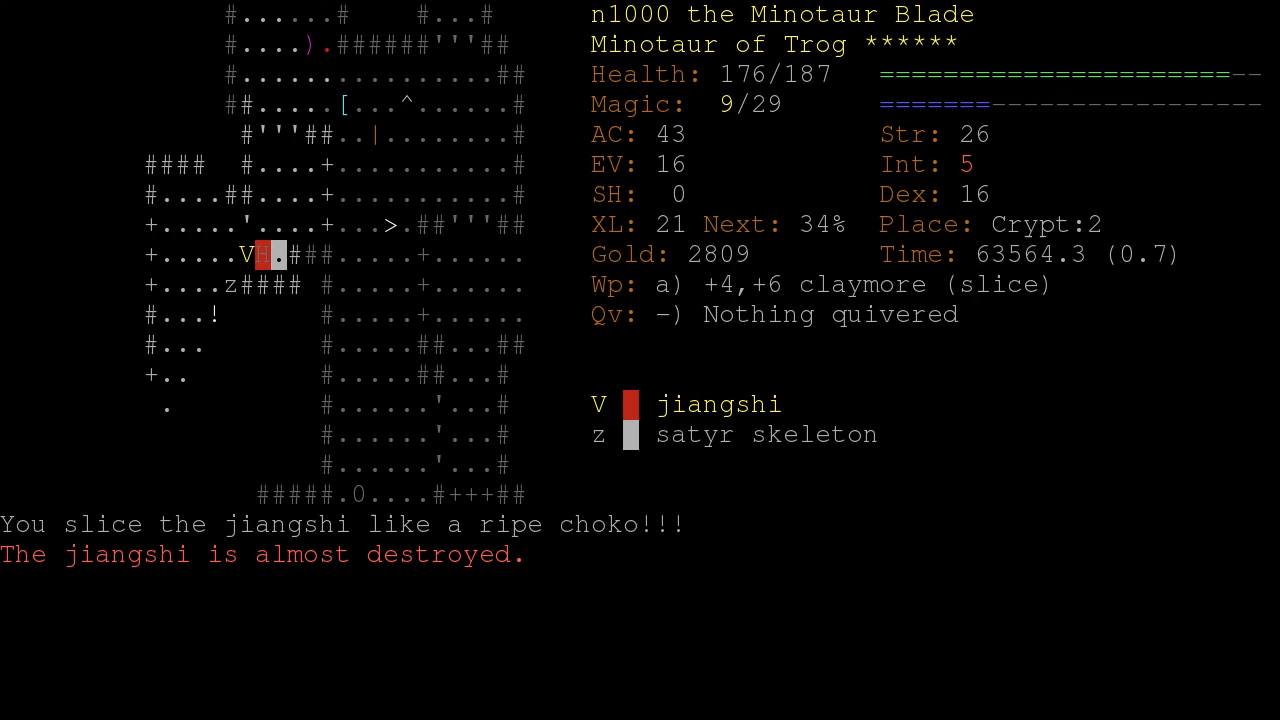 #......#    #...#      n1000 the Minotaur Blade
#....).######'''##     Minotaur of Trog ******
#................##    Health: 176/187   ======================--
##.....[...^......#    Magic:  9/29      =======-----------------
#'''##..|.......#      AC: 43            Str: 26
####  #....+...........#    EV: 16            Int: 5
#....##....+...........#    SH:  0            Dex: 16
+.....'....+...>.##'''##    XL: 21 Next: 34%  Place: Crypt:2
+.....VH.###.....+......    Gold: 2809        Time: 63564.3 (0.7)
+....z#### #.....+......    Wp: a) +4,+6 claymore (slice)
#...!      #.....+......    Qv: -) Nothing quivered
#...       #.....##...##
+..        #.....##...#
.         #......'...#    V   jiangshi
#......'...#    z   satyr skeleton
#......'...#
#####.0....#+++##
You slice the jiangshi like a ripe choko!!!
The jiangshi is almost destroyed.